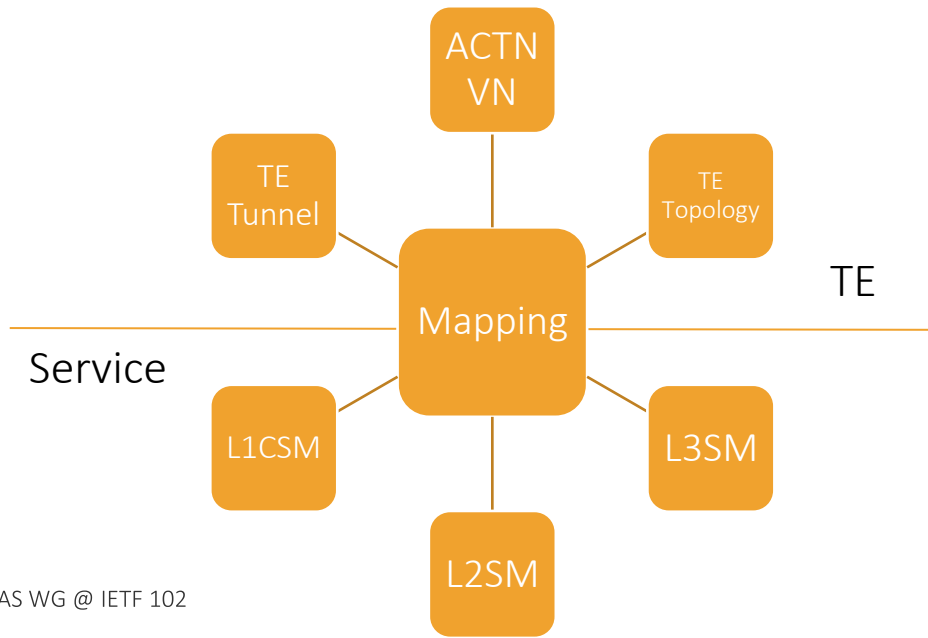 ACTN
VN
TE
Tunnel
TE
Topology
TE
Mapping
Service
L1CSM
L3SM
L2SM
AS WG @ IETF 102